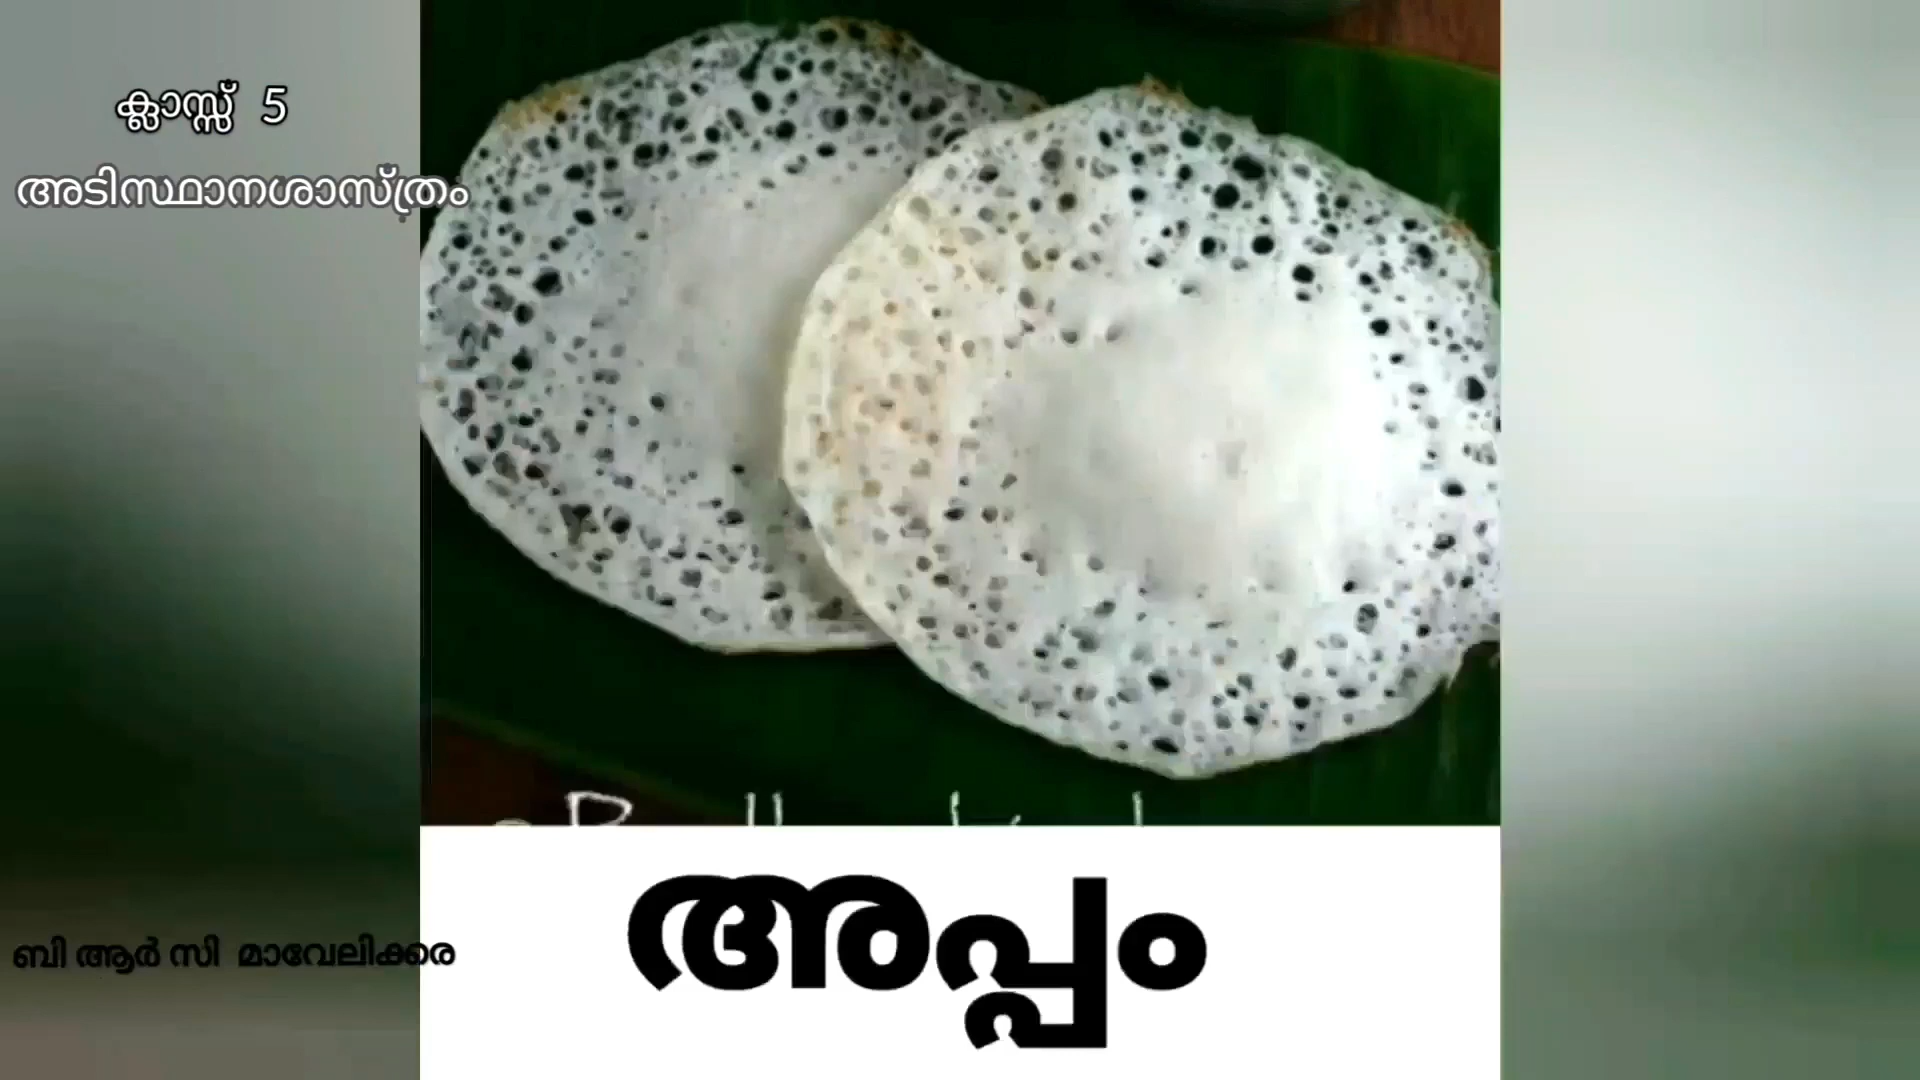 ക്ലാസ്സ് 5
അടിസ്ഥാനശാസ്ത്രം
ബി ആർ സി മാവേലിക്കര
അപ്പം